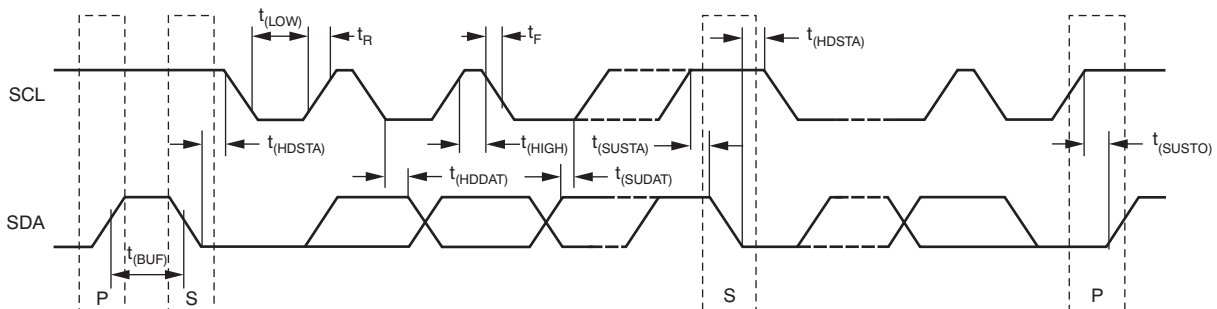 t(LOW)
tR
tF
t(HDSTA)
SCL
t(HDSTA)
t(HIGH)
t(SUSTA)
t(SUSTO)
t(HDDAT)
t(SUDAT)
SDA
t(BUF)
P
S
S
P